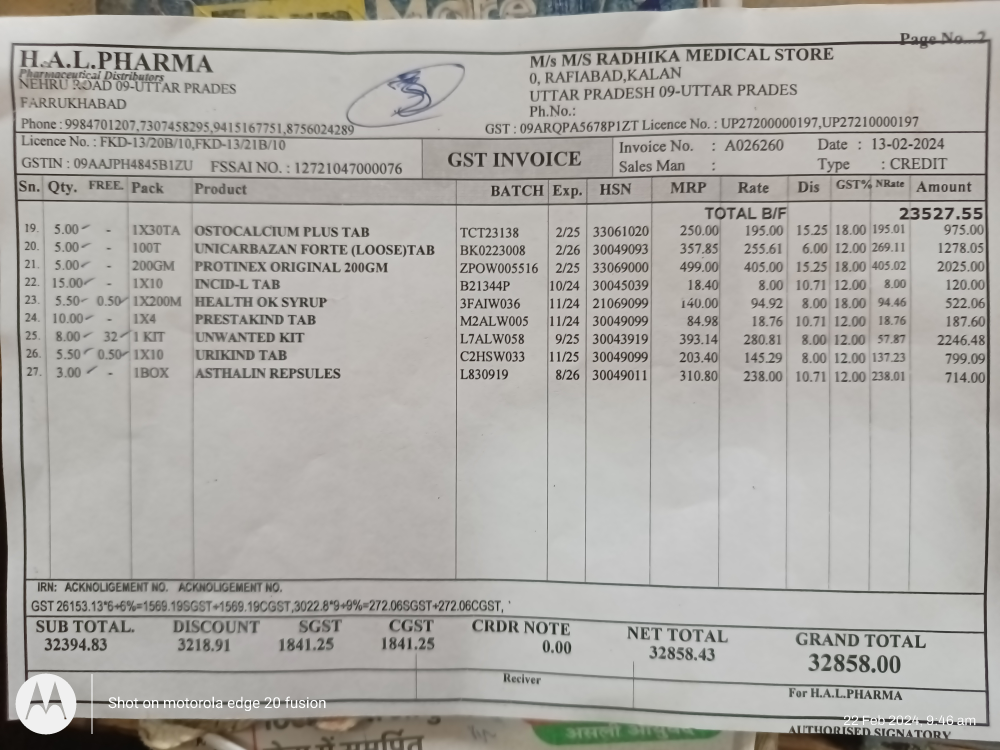 Page No...2
H.A.L.PHARMA
Pharmaceutical Distributors
NEHRU ROAD 09-UTTAR PRADES
FARRUKHABAD
Phone : 9984701207,7307458295,9415167751,8756024289
M/s M/S RADHIKA MEDICAL STORE
0, RAFIABAD,KALAN
UTTAR PRADESH 09-UTTAR PRADES
Ph.No.:
GST : 09ARQPA5678P1ZT Licence No. : UP27200000197,UP27210000197
Licence No. : FKD-13/20B/10,FKD-13/21B/10
GSTIN : 09AAJPH4845B1ZU FSSAI NO. : 12721047000076
GST INVOICE
Invoice No. : A026260 Date : 13-02-2024
Sales Man : Type : CREDIT
Sn. Qty. FREE. Pack Product BATCH Exp. HSN MRP Rate Dis GST% NRate Amount
TOTAL B/F 23527.55
19. 5.00 - 1X30TA OSTOCALCIUM PLUS TAB TCT23138 2/25 33061020 250.00 195.00 15.25 18.00 195.01 975.00
20. 5.00 - 100T UNICARBAZAN FORTE (LOOSE)TAB BK0223008 2/26 30049093 357.85 255.61 6.00 12.00 269.11 1278.05
21. 5.00 - 200GM PROTINEX ORIGINAL 200GM ZPOW005516 2/25 33069000 499.00 405.00 15.25 18.00 405.02 2025.00
22. 15.00 - 1X10 INCID-L TAB B21344P 10/24 30045039 18.40 8.00 10.71 12.00 8.00 120.00
23. 5.50 0.50 1X200M HEALTH OK SYRUP 3FAIW036 11/24 21069099 140.00 94.92 8.00 18.00 94.46 522.06
24. 10.00 - 1X4 PRESTAKIND TAB M2ALW005 11/24 30049099 84.98 18.76 10.71 12.00 18.76 187.60
25. 8.00 32 1 KIT UNWANTED KIT L7ALW058 9/25 30043919 393.14 280.81 8.00 12.00 57.87 2246.48
26. 5.50 0.50 1X10 URIKIND TAB C2HSW033 11/25 30049099 203.40 145.29 8.00 12.00 137.23 799.09
27. 3.00 - 1BOX ASTHALIN REPSULES L830919 8/26 30049011 310.80 238.00 10.71 12.00 238.01 714.00
IRN: ACKNOLIGEMENT NO. ACKNOLIGEMENT NO.
GST 26153.13*6+6%=1569.19SGST+1569.19CGST,3022.8*9+9%=272.06SGST+272.06CGST,
SUB TOTAL. DISCOUNT SGST CGST CRDR NOTE NET TOTAL GRAND TOTAL
32394.83 3218.91 1841.25 1841.25 0.00 32858.43 32858.00
Reciver
For H.A.L.PHARMA
AUTHORISED SIGNATORY
Shot on motorola edge 20 fusion
22 Feb 2024, 9:46 am